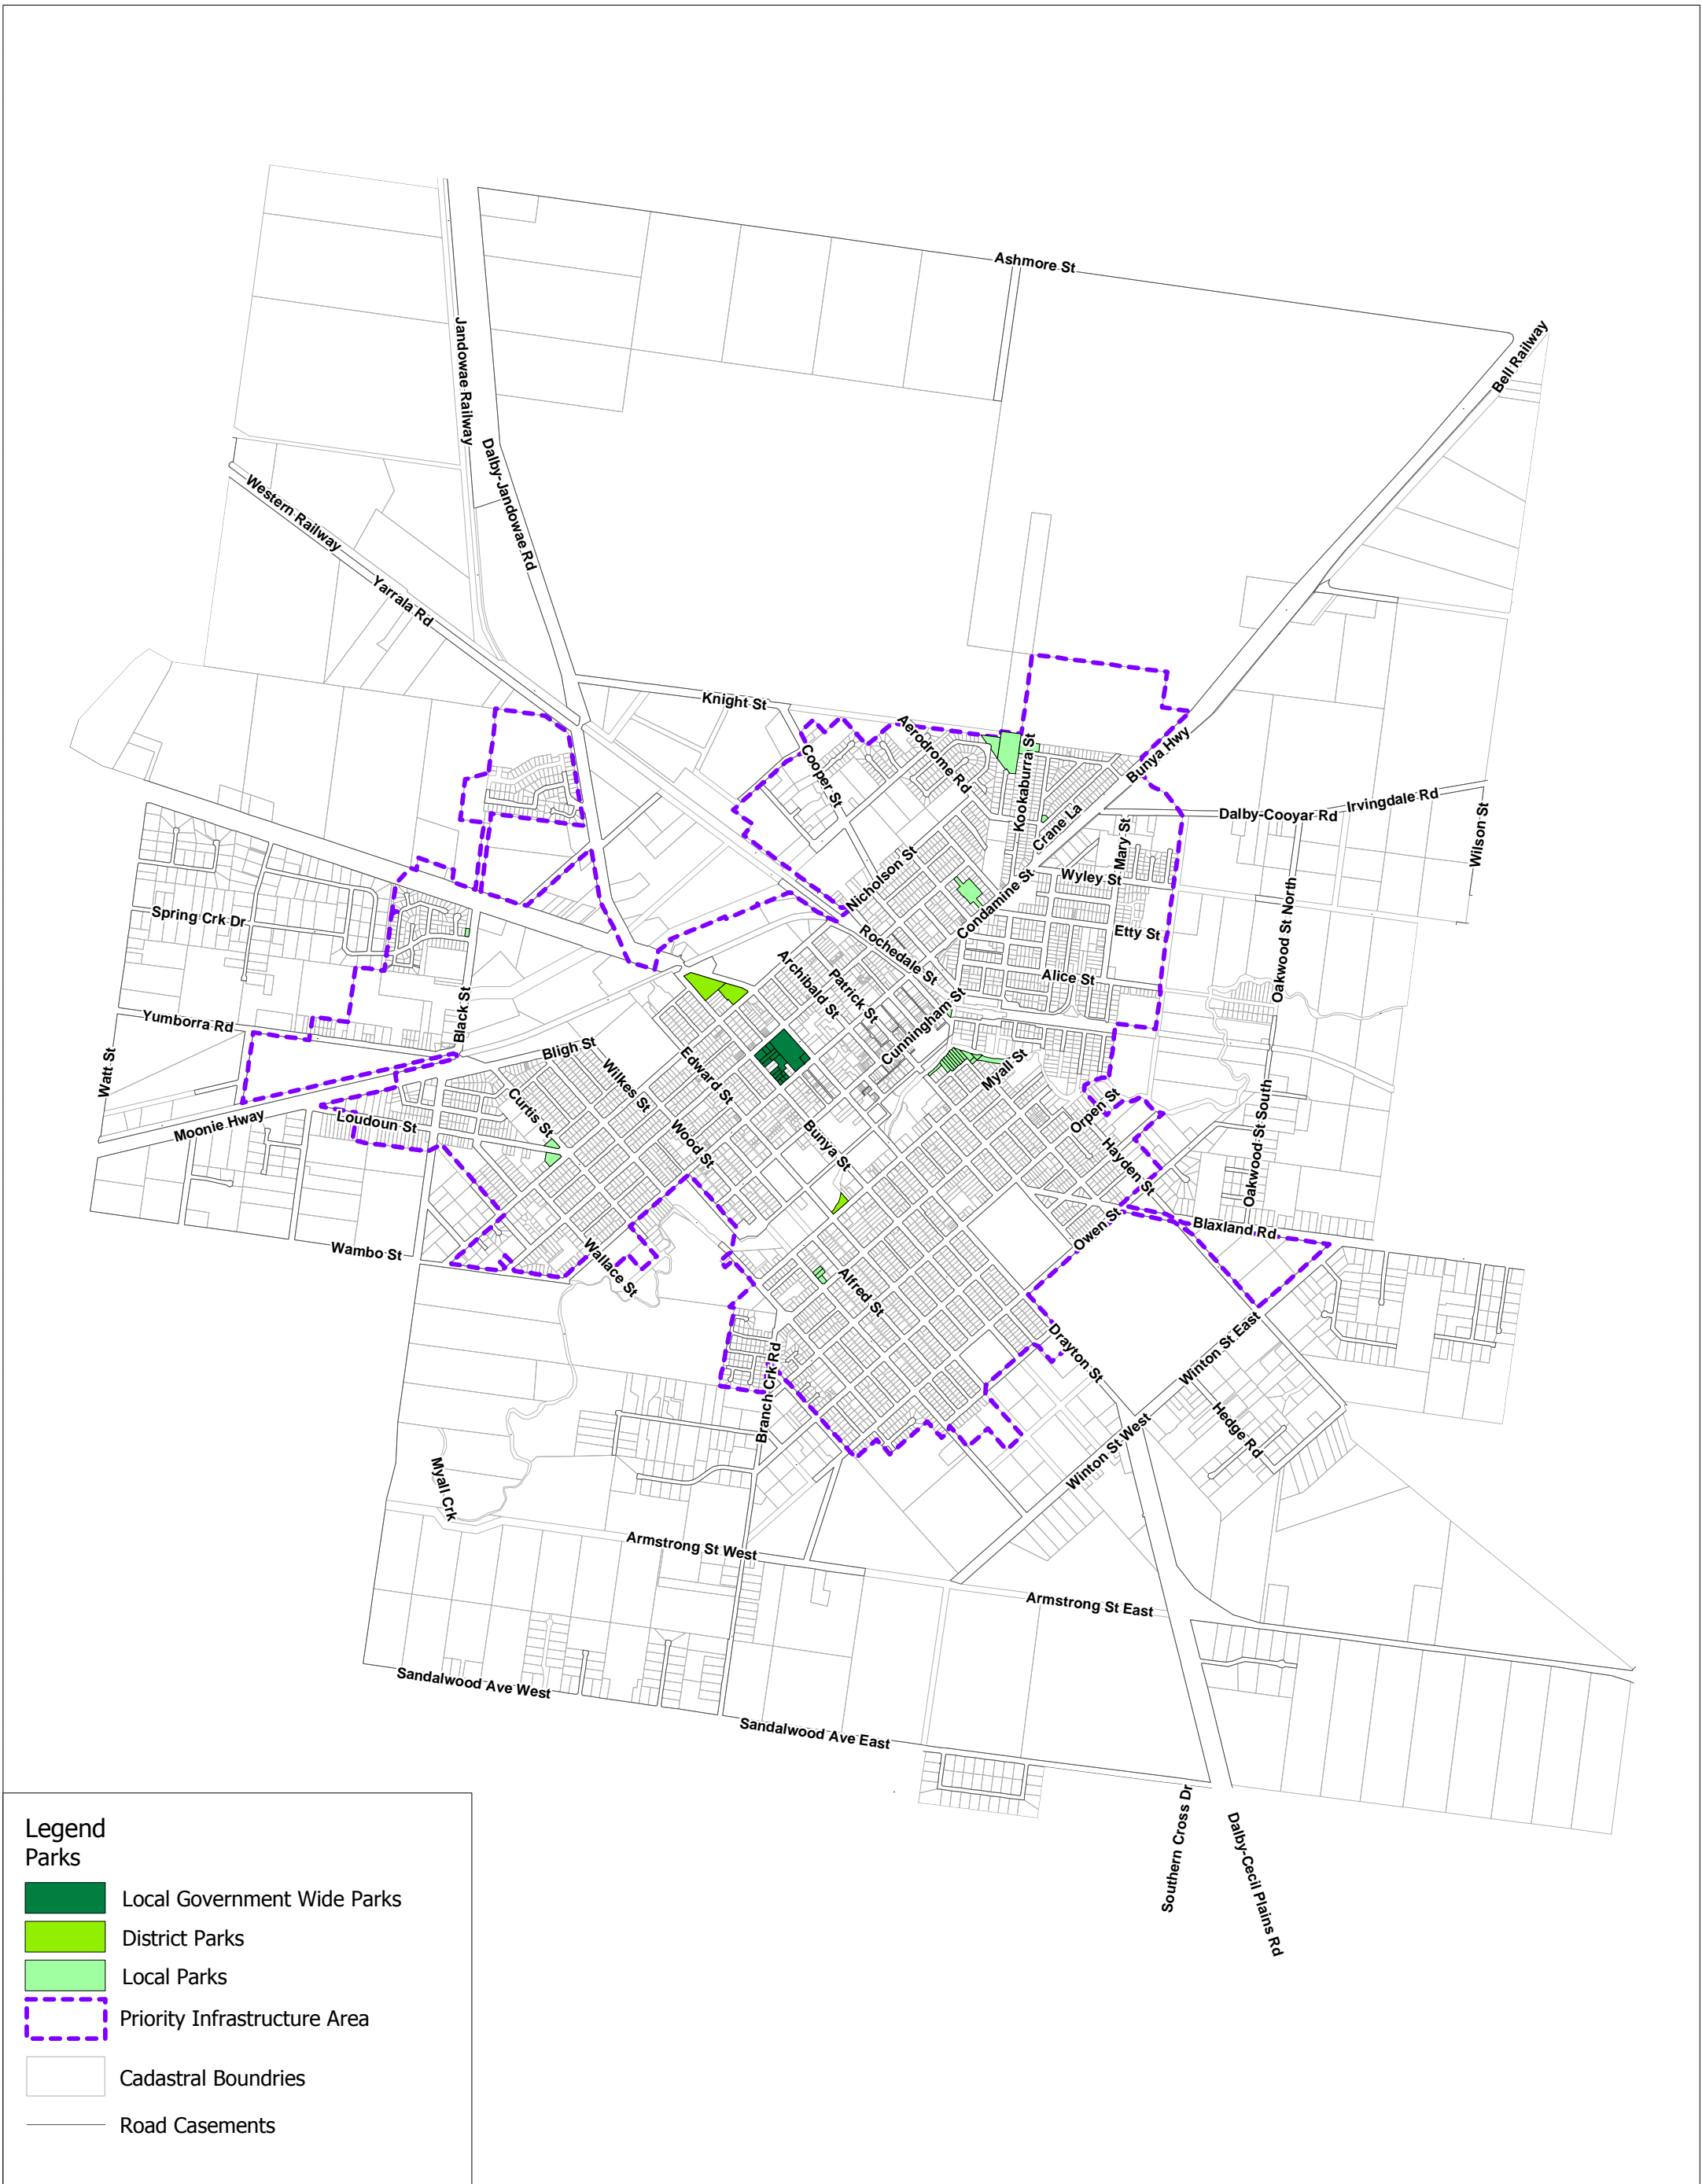 Ashmore St
Bell Railway
Jandowae Railway
Dalby-Jandowae Rd
Western Railway
Yarrala Rd
Knight St
Aerodrome Rd
Cooper St
Kookaburra St
Bunya Hwy
Crane La
Dalby-Cooyar Rd
Irvingdale Rd
Wilson St
Mary St
Nicholson St
Wyley St
Condamine St
Spring Crk Dr
Etty St
Oakwood St North
Rochedale St
Archibald St
Patrick St
Alice St
Cunningham St
Yumborra Rd
Black St
Bligh St
Watt St
Edward St
Wilkes St
Myall St
Moonie Hway
Loudoun St
Curtis St
Wood St
Bunya St
Orpen St
Hayden St
Oakwood St South
Blaxland Rd
Owen St
Wambo St
Wallace St
Alfred St
Drayton St
Winton St East
Branch Crk Rd
Hedge Rd
Winton St West
Myall Crk
Armstrong St West
Armstrong St East
Sandalwood Ave West
Sandalwood Ave East
Southern Cross Dr
Dalby-Cecil Plains Rd
Legend
Parks
Local Government Wide Parks
District Parks
Local Parks
Priority Infrastructure Area
Cadastral Boundries
Road Casements